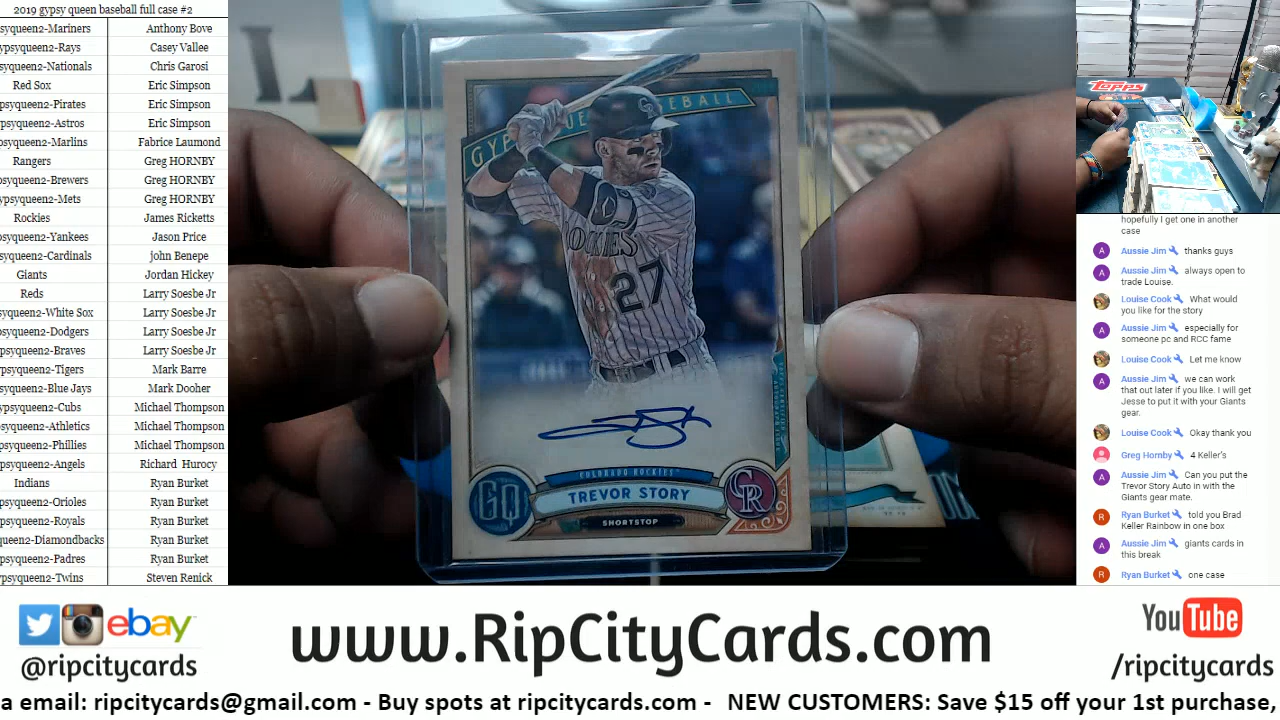 2019 gypsy queen baseball full case #2
syqueen2-Mariners Anthony Bove
ypsyqueen2-Rays Casey Vallee
syqueen2-Nationals Chris Garosi
Red Sox Eric Simpson
psyqueen2-Pirates Eric Simpson
psyqueen2-Astros Eric Simpson
psyqueen2-Marlins Fabrice Laumond
Rangers Greg HORNBY
psyqueen2-Brewers Greg HORNBY
ypsyqueen2-Mets Greg HORNBY
Rockies James Ricketts
psyqueen2-Yankees Jason Price
syqueen2-Cardinals john Benepe
Giants Jordan Hickey
Reds Larry Soesbe Jr
syqueen2-White Sox Larry Soesbe Jr
psyqueen2-Dodgers Larry Soesbe Jr
psyqueen2-Braves Larry Soesbe Jr
psyqueen2-Tigers Mark Barre
psyqueen2-Blue Jays Mark Dooher
ypsyqueen2-Cubs Michael Thompson
psyqueen2-Athletics Michael Thompson
psyqueen2-Phillies Michael Thompson
psyqueen2-Angels Richard Hurocy
Indians Ryan Burket
psyqueen2-Orioles Ryan Burket
psyqueen2-Royals Ryan Burket
queen2-Diamondbacks Ryan Burket
psyqueen2-Padres Ryan Burket
ypsyqueen2-Twins Steven Renick
GYPSY QUEEN BASEBALL
ROCKIES
27
COLORADO ROCKIES
GQ
TREVOR STORY
CR
SHORTSTOP
Topps
hopefully I get one in another
case
A Aussie Jim thanks guys
A Aussie Jim always open to
trade Louise.
Louise Cook What would
you like for the story
A Aussie Jim especially for
someone pc and RCC fame
Louise Cook Let me know
A Aussie Jim we can work
that out later if you like. I will get
Jesse to put it with your Giants
gear.
Louise Cook Okay thank you
Greg Hornby 4 Keller's
A Aussie Jim Can you put the
Trevor Story Auto in with the
Giants gear mate.
R Ryan Burket told you Brad
Keller Rainbow in one box
A Aussie Jim giants cards in
this break
R Ryan Burket one case
ebay
@ripcitycards
www.RipCityCards.com
YouTube
/ripcitycards
a email: ripcitycards@gmail.com - Buy spots at ripcitycards.com - NEW CUSTOMERS: Save $15 off your 1st purchase,